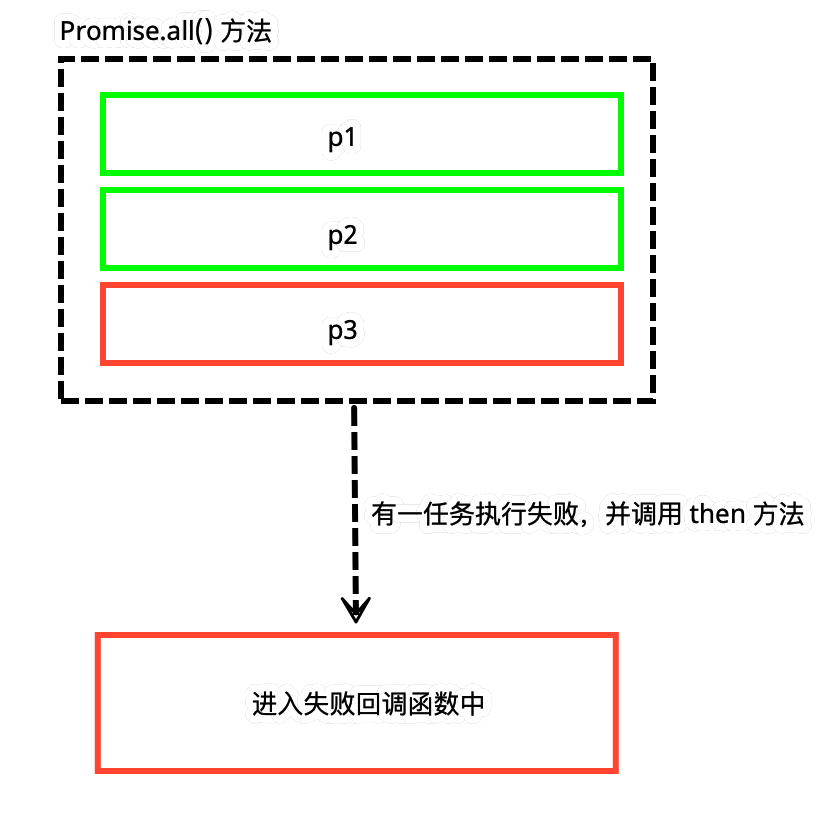 Promise.all() 方法
p1
p2
p3
有一任务执行失败，并调用 then 方法
进入失败回调函数中